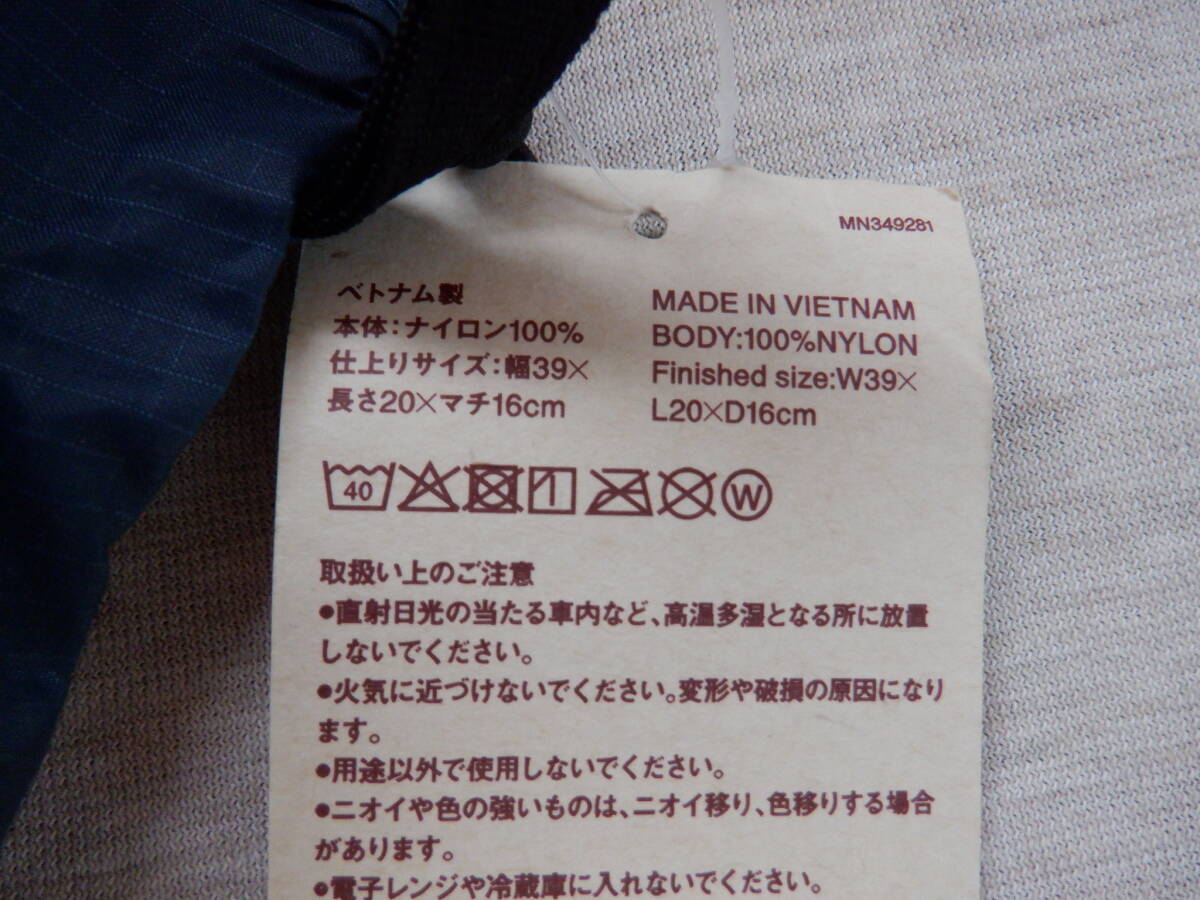 MN349281
ベトナム製
本体:ナイロン100%
仕上りサイズ:幅39×
長さ20×マチ16cm
MADE IN VIETNAM
BODY:100%NYLON
Finished size:W39×
L20×D16cm
40
W
取扱い上のご注意
●直射日光の当たる車内など、高温多湿となる所に放置
しないでください。
●火気に近づけないでください。変形や破損の原因になり
ます。
●用途以外で使用しないでください。
●ニオイや色の強いものは、ニオイ移り、色移りする場合
があります。
●電子レンジや冷蔵庫に入れないでください。